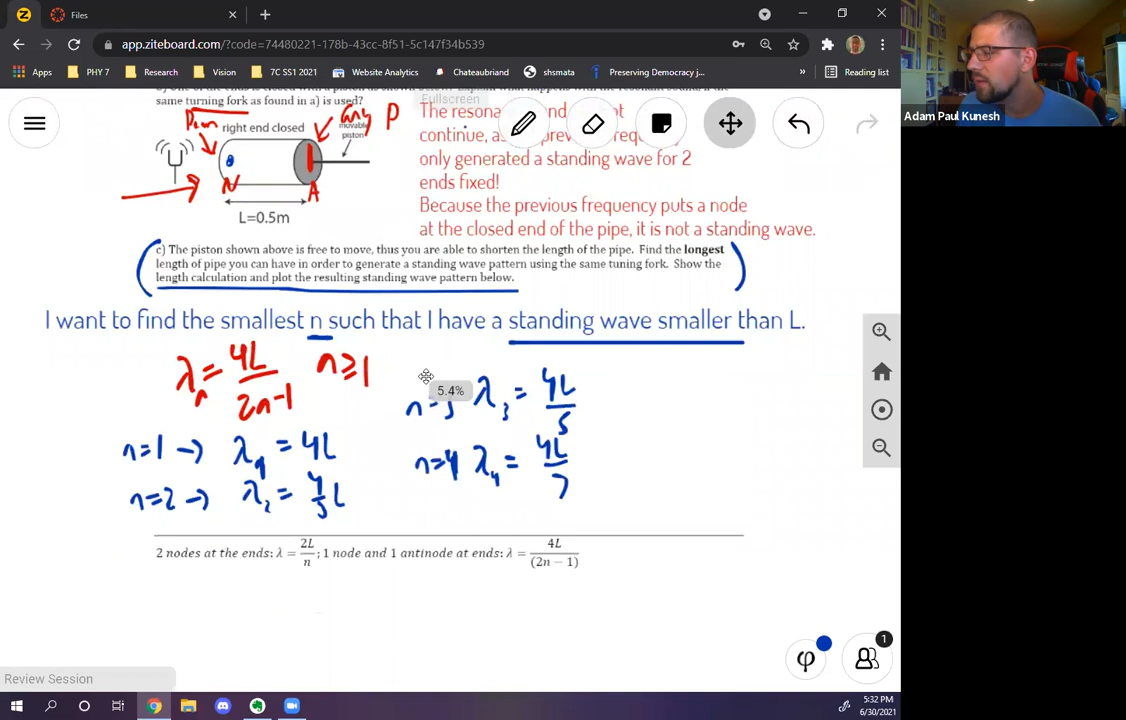 Files
app.ziteboard.com/?code=74480221-178b-43cc-8f51-5c147f34b539
Apps PHY 7 Research Vision 7C SS1 2021 Website Analytics Chateaubriand shsmata Preserving Democracy j... Reading list
Fullscreen
same turning fork as found in a) is used?
right end closed
movable
piston
any P
N
A
L=0.5m
The resona
continue, as
only generated a standing wave for 2
ends fixed!
Because the previous frequency puts a node
at the closed end of the pipe, it is not a standing wave.
c) The piston shown above is free to move, thus you are able to shorten the length of the pipe. Find the longest
length of pipe you can have in order to generate a standing wave pattern using the same tuning fork. Show the
length calculation and plot the resulting standing wave pattern below.
I want to find the smallest n such that I have a standing wave smaller than L.
λn = 4L/2n-1 n≥1
5.4%
λ3 = 4L/5
n=1 → = 4L
n=4 λ4 = 4L/7
n=2 → λ2 = 4/3 L
2 nodes at the ends: λ = 2L/n ; 1 node and 1 antinode at ends: λ = 4L/(2n − 1)
φ
1
Review Session
Adam Paul Kunesh
5:32 PM
6/30/2021